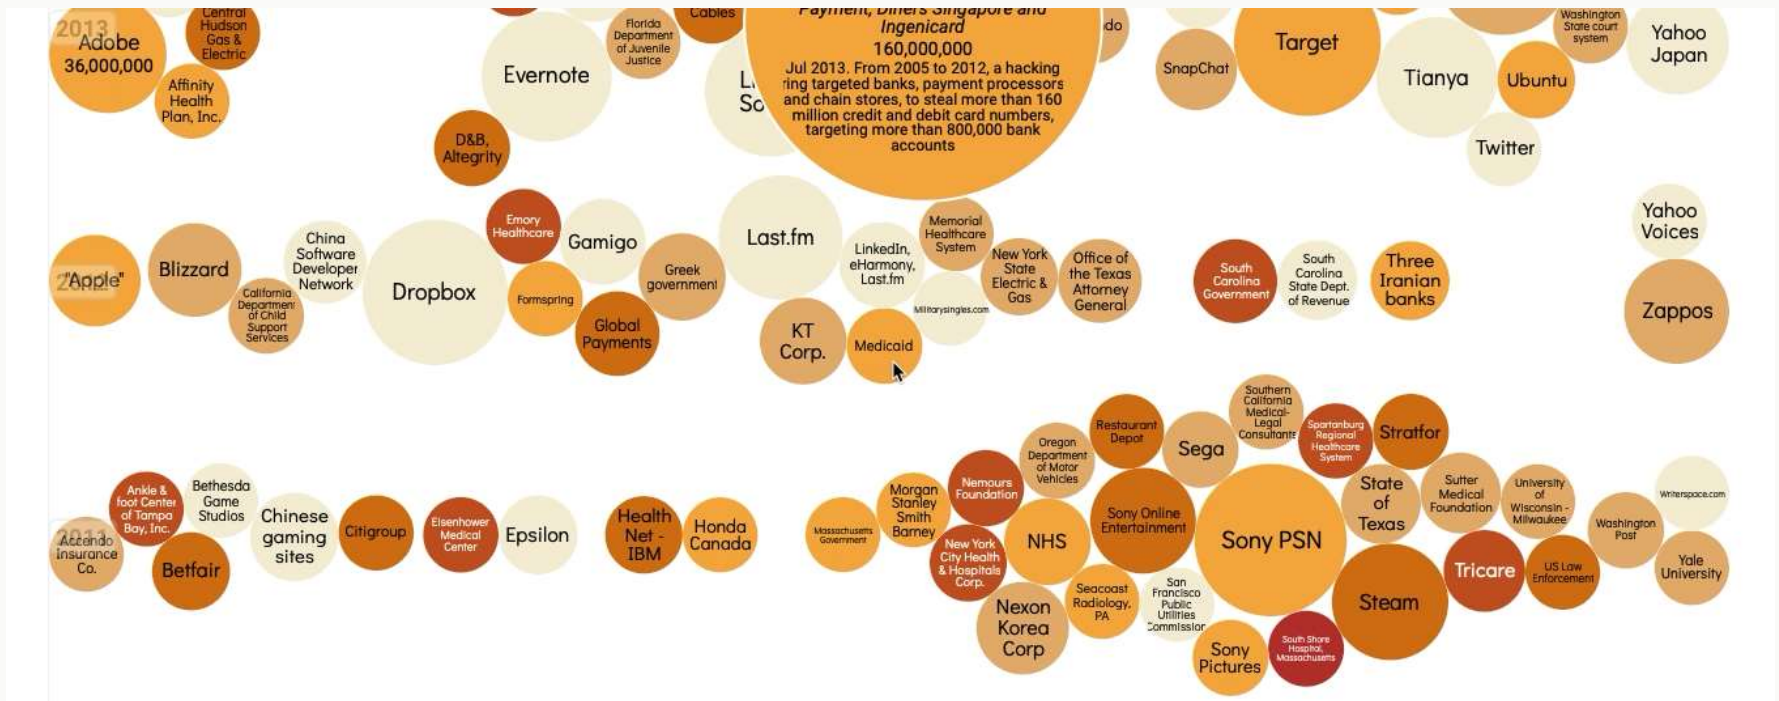 2013
Central
Hudson
Gas &
Electric
Adobe
36,000,000
Affinity
Health
Plan, Inc.
Evernote
D&B,
Altegrity
Florida
Department
of Juvenile
Justice
Cables
Payment, Diners Singapore and
Ingenicard
160,000,000
Jul 2013. From 2005 to 2012, a hacking
ring targeted banks, payment processors
and chain stores, to steal more than 160
million credit and debit card numbers,
targeting more than 800,000 bank
accounts
SnapChat
Target
Tianya
Ubuntu
Washington
State court
system
Yahoo
Japan
Twitter
2012
"Apple"
Blizzard
California
Department
of Child
Support
Services
China
Software
Developer
Network
Dropbox
Emory
Healthcare
Formspring
Gamigo
Global
Payments
Greek
government
Last.fm
KT
Corp.
LinkedIn,
eHarmony,
Last.fm
Medicaid
Memorial
Healthcare
System
Militarysingles.com
New York
State
Electric &
Gas
Office of
the Texas
Attorney
General
South
Carolina
Government
South
Carolina
State Dept.
of Revenue
Three
Iranian
banks
Yahoo
Voices
Zappos
2011
Accendo
Insurance
Co.
Ankle &
foot Center
of Tampa
Bay, Inc.
Betfair
Bethesda
Game
Studios
Chinese
gaming
sites
Citigroup
Eisenhower
Medical
Center
Epsilon
Health
Net -
IBM
Honda
Canada
Massachusetts
Government
Morgan
Stanley
Smith
Barney
Nemours
Foundation
New York
City Health
& Hospitals
Corp.
Nexon
Korea
Corp
NHS
Oregon
Department
of Motor
Vehicles
Restaurant
Depot
Seacoast
Radiology,
PA
Sony Online
Entertainment
San
Francisco
Public
Utilities
Commission
Sega
Sony PSN
Sony
Pictures
Southern
California
Medical-
Legal
Consultants
South Shore
Hospital,
Massachusetts
Spartanburg
Regional
Healthcare
System
State
of
Texas
Steam
Stratfor
Sutter
Medical
Foundation
Tricare
University
of
Wisconsin -
Milwaukee
US Law
Enforcement
Washington
Post
Writerspace.com
Yale
University